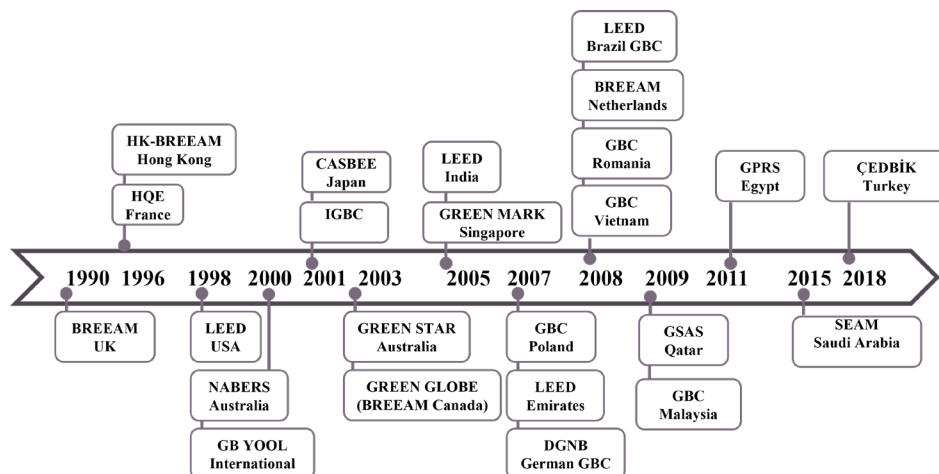 LEED
Brazil GBC
BREEAM
Netherlands
HK-BREEAM
Hong Kong
CASBEE
Japan
LEED
India
GBC
Romania
GPRS
Egypt
ÇEDBİK
Turkey
HQE
France
IGBC
GREEN MARK
Singapore
GBC
Vietnam
1990 1996 1998 2000 2001 2003 2005 2007 2008 2009 2011 2015 2018
BREEAM
UK
LEED
USA
GREEN STAR
Australia
GBC
Poland
GSAS
Qatar
SEAM
Saudi Arabia
NABERS
Australia
GREEN GLOBE
(BREEAM Canada)
LEED
Emirates
GBC
Malaysia
GB YOOL
International
DGNB
German GBC